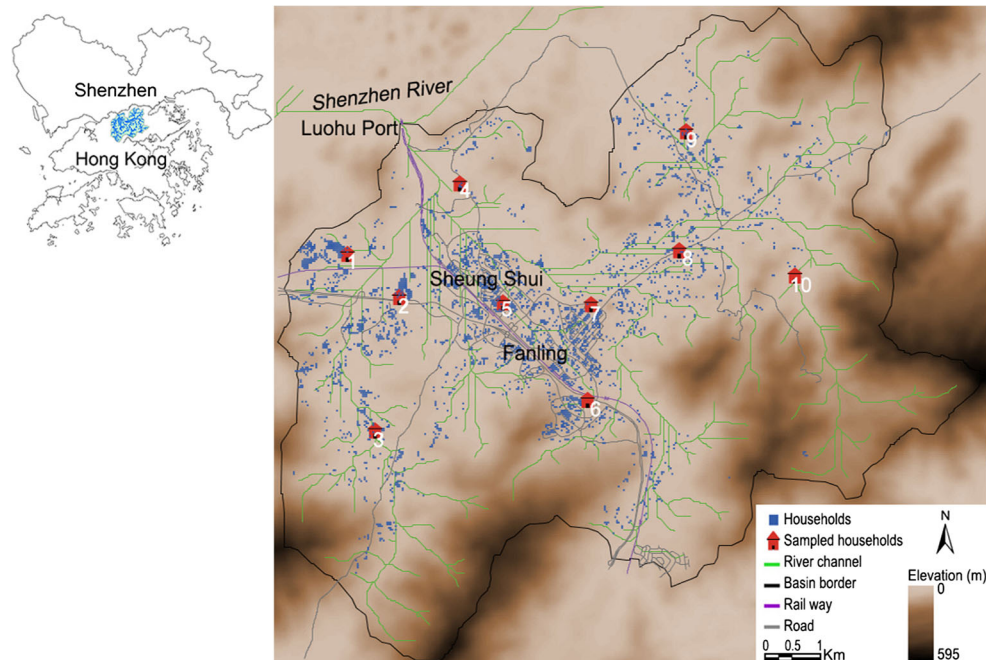 Shenzhen
Hong Kong
Shenzhen River
Luohu Port
9
4
1
8
Sheung Shui
10
2
5
7
Fanling
6
3
Households
Sampled households
River channel
Basin border
Rail way
Road
0 0.5 1
Km
N
Elevation (m)
0
595